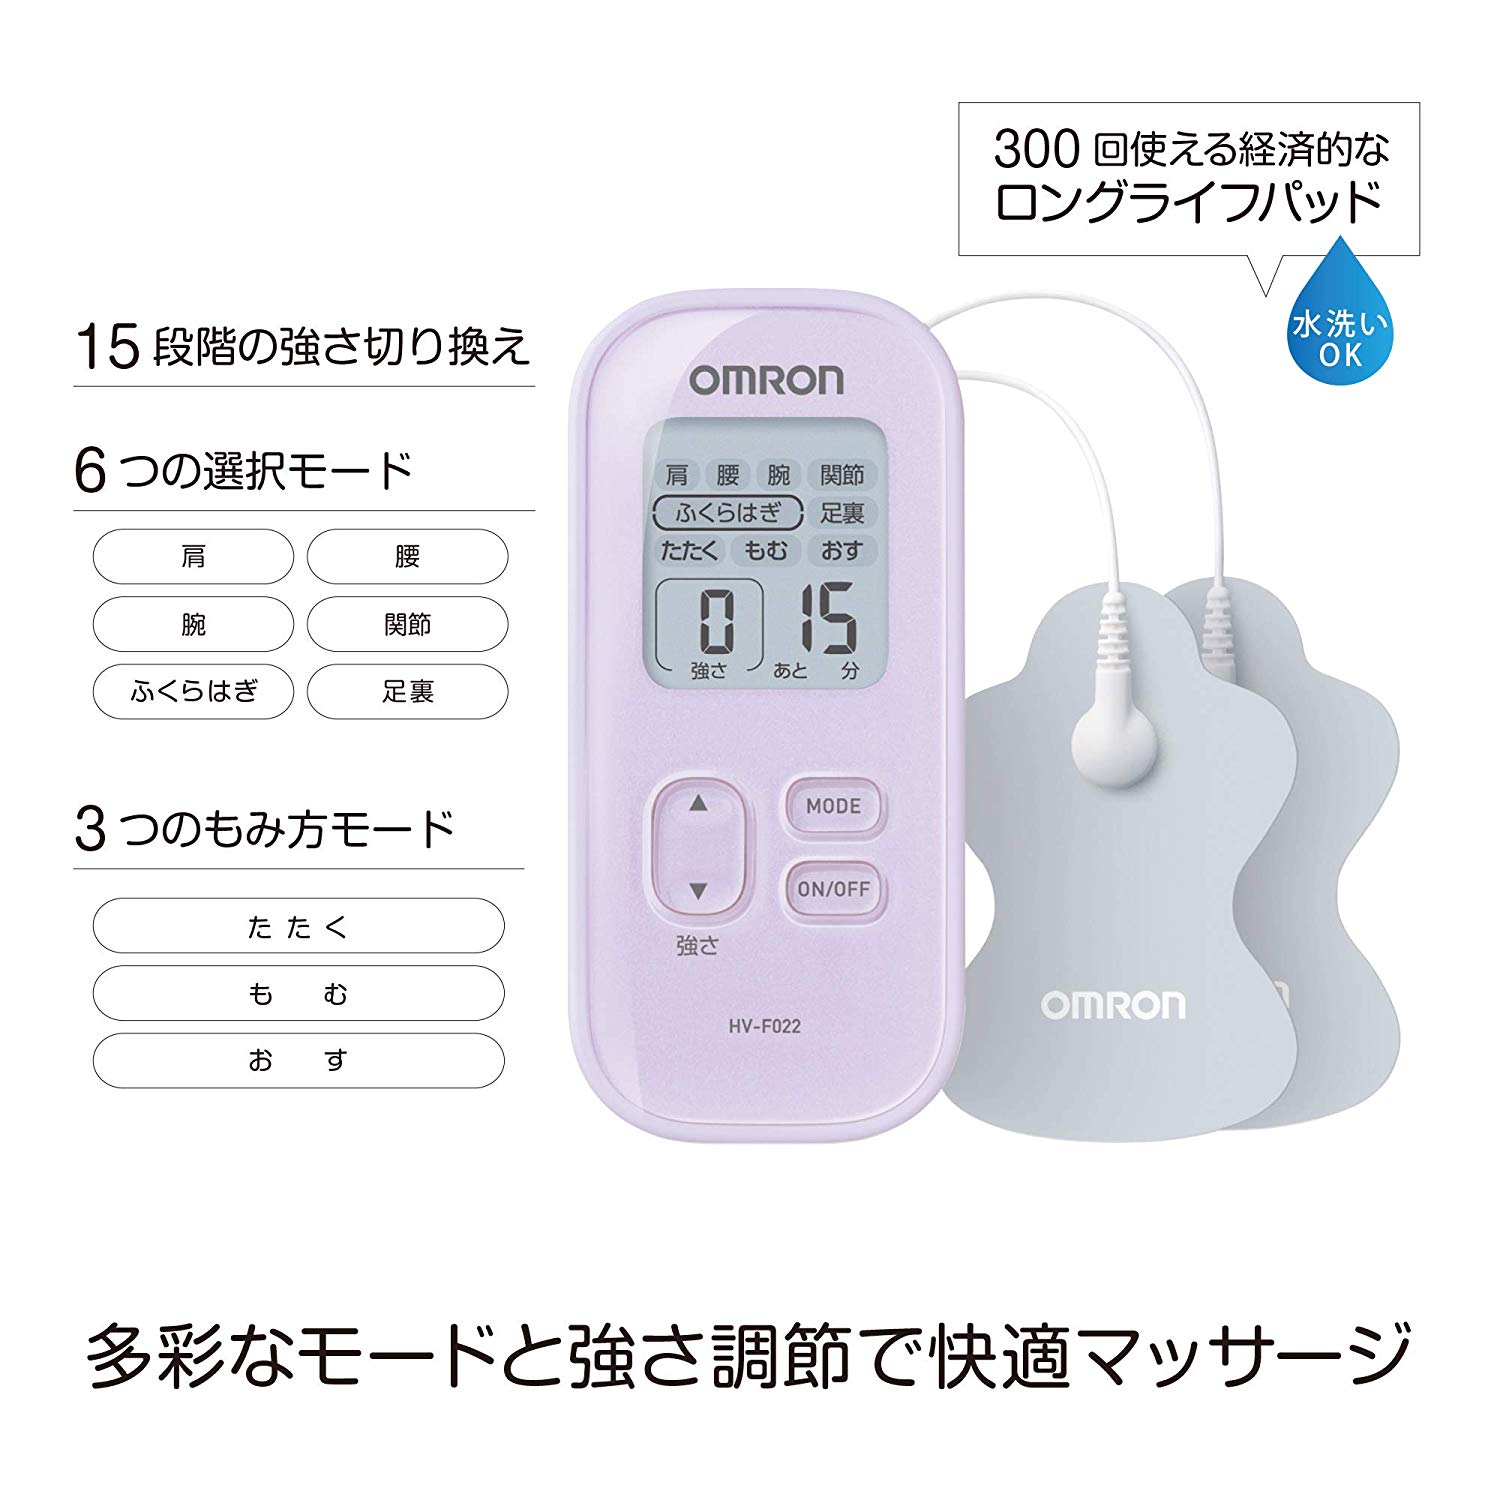 300 回使える経済的な
ロングライフパッド
水洗い
OK
15 段階の強さ切り換え
6 つの選択モード
肩 腰
腕 関節
ふくらはぎ 足裏
3 つのもみ方モード
たたく
もむ
おす
OMRON
肩 腰 腕 関節
ふくらはぎ 足裏
たたく もむ おす
0 15
強さ あと 分
▲ MODE
▼ ON/OFF
強さ
HV-F022
OMRON
n
多彩なモードと強さ調節で快適マッサージ